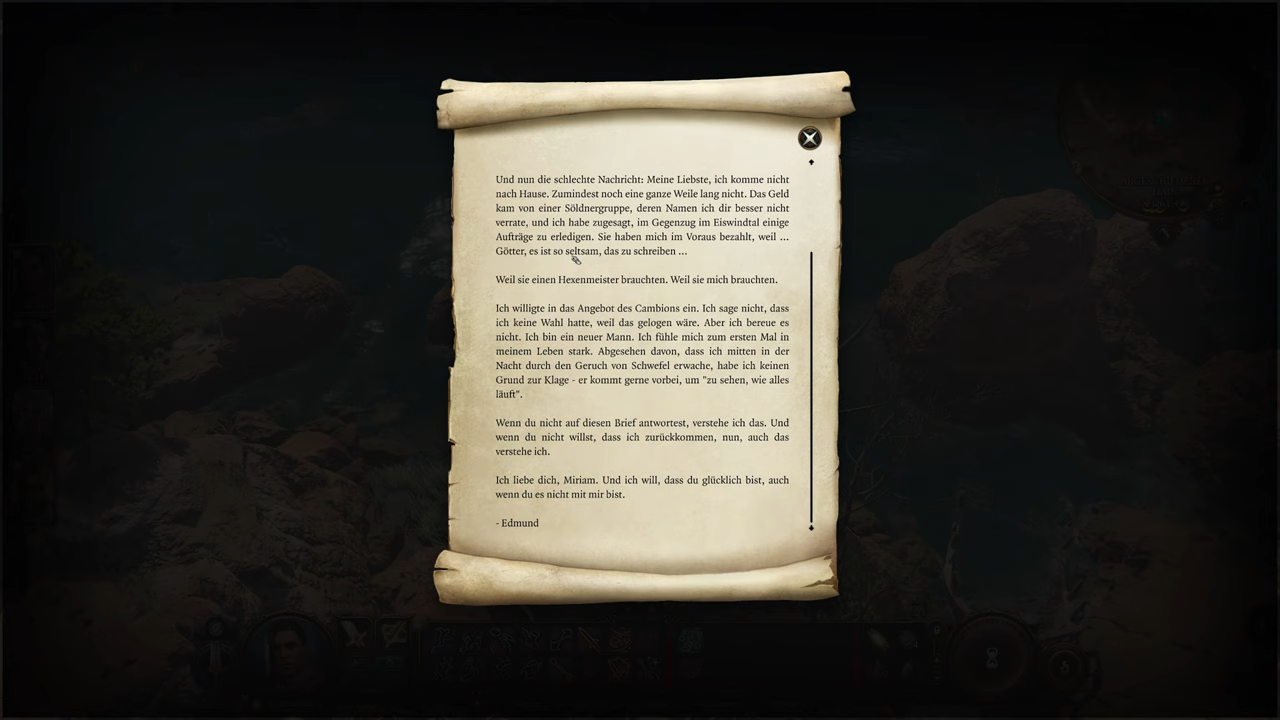 Und nun die schlechte Nachricht: Meine Liebste, ich komme nicht
nach Hause. Zumindest noch eine ganze Weile lang nicht. Das Geld
kam von einer Söldnergruppe, deren Namen ich dir besser nicht
verrate, und ich habe zugesagt, im Gegenzug im Eiswindtal einige
Aufträge zu erledigen. Sie haben mich im Voraus bezahlt, weil ...
Götter, es ist so seltsam, das zu schreiben ...
Weil sie einen Hexenmeister brauchten. Weil sie mich brauchten.
Ich willigte in das Angebot des Cambions ein. Ich sage nicht, dass
ich keine Wahl hatte, weil das gelogen wäre. Aber ich bereue es
nicht. Ich bin ein neuer Mann. Ich fühle mich zum ersten Mal in
meinem Leben stark. Abgesehen davon, dass ich mitten in der
Nacht durch den Geruch von Schwefel erwache, habe ich keinen
Grund zur Klage - er kommt gerne vorbei, um "zu sehen, wie alles
läuft".
Wenn du nicht auf diesen Brief antwortest, verstehe ich das. Und
wenn du nicht willst, dass ich zurückkommen, nun, auch das
verstehe ich.
Ich liebe dich, Miriam. Und ich will, dass du glücklich bist, auch
wenn du es nicht mit mir bist.
- Edmund